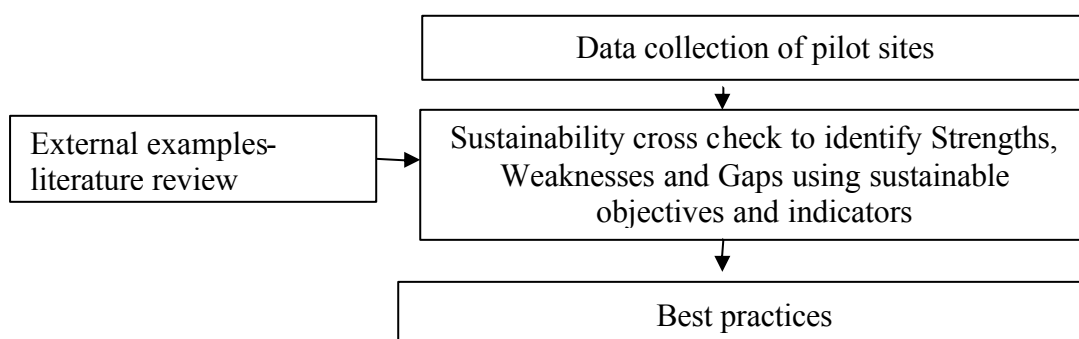 Data collection of pilot sites
External examples-
literature review
Sustainability cross check to identify Strengths,
Weaknesses and Gaps using sustainable
objectives and indicators
Best practices